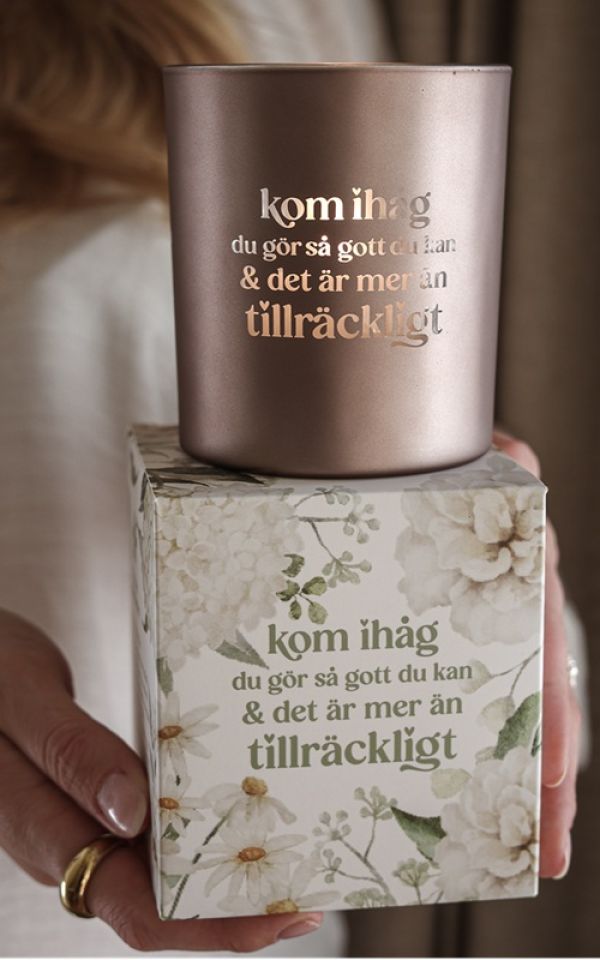 kom ihåg
du gör så gott du kan
& det är mer än
tillräckligt
kom ihåg
du gör så gott du kan
& det är mer än
tillräckligt